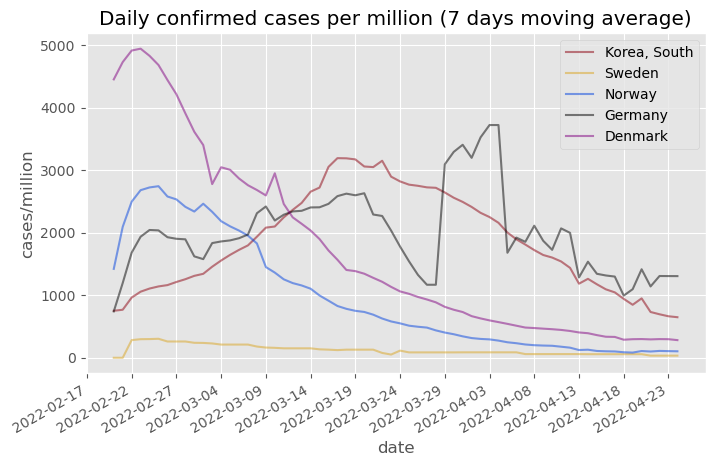 Daily confirmed cases per million (7 days moving average)
5000
4000
3000
2000
1000
0
cases/million
Korea, South
Sweden
Norway
Germany
Denmark
2022-02-17
2022-02-22
2022-02-27
2022-03-04
2022-03-09
2022-03-14
2022-03-19
2022-03-24
2022-03-29
2022-04-03
2022-04-08
2022-04-13
2022-04-18
2022-04-23
date